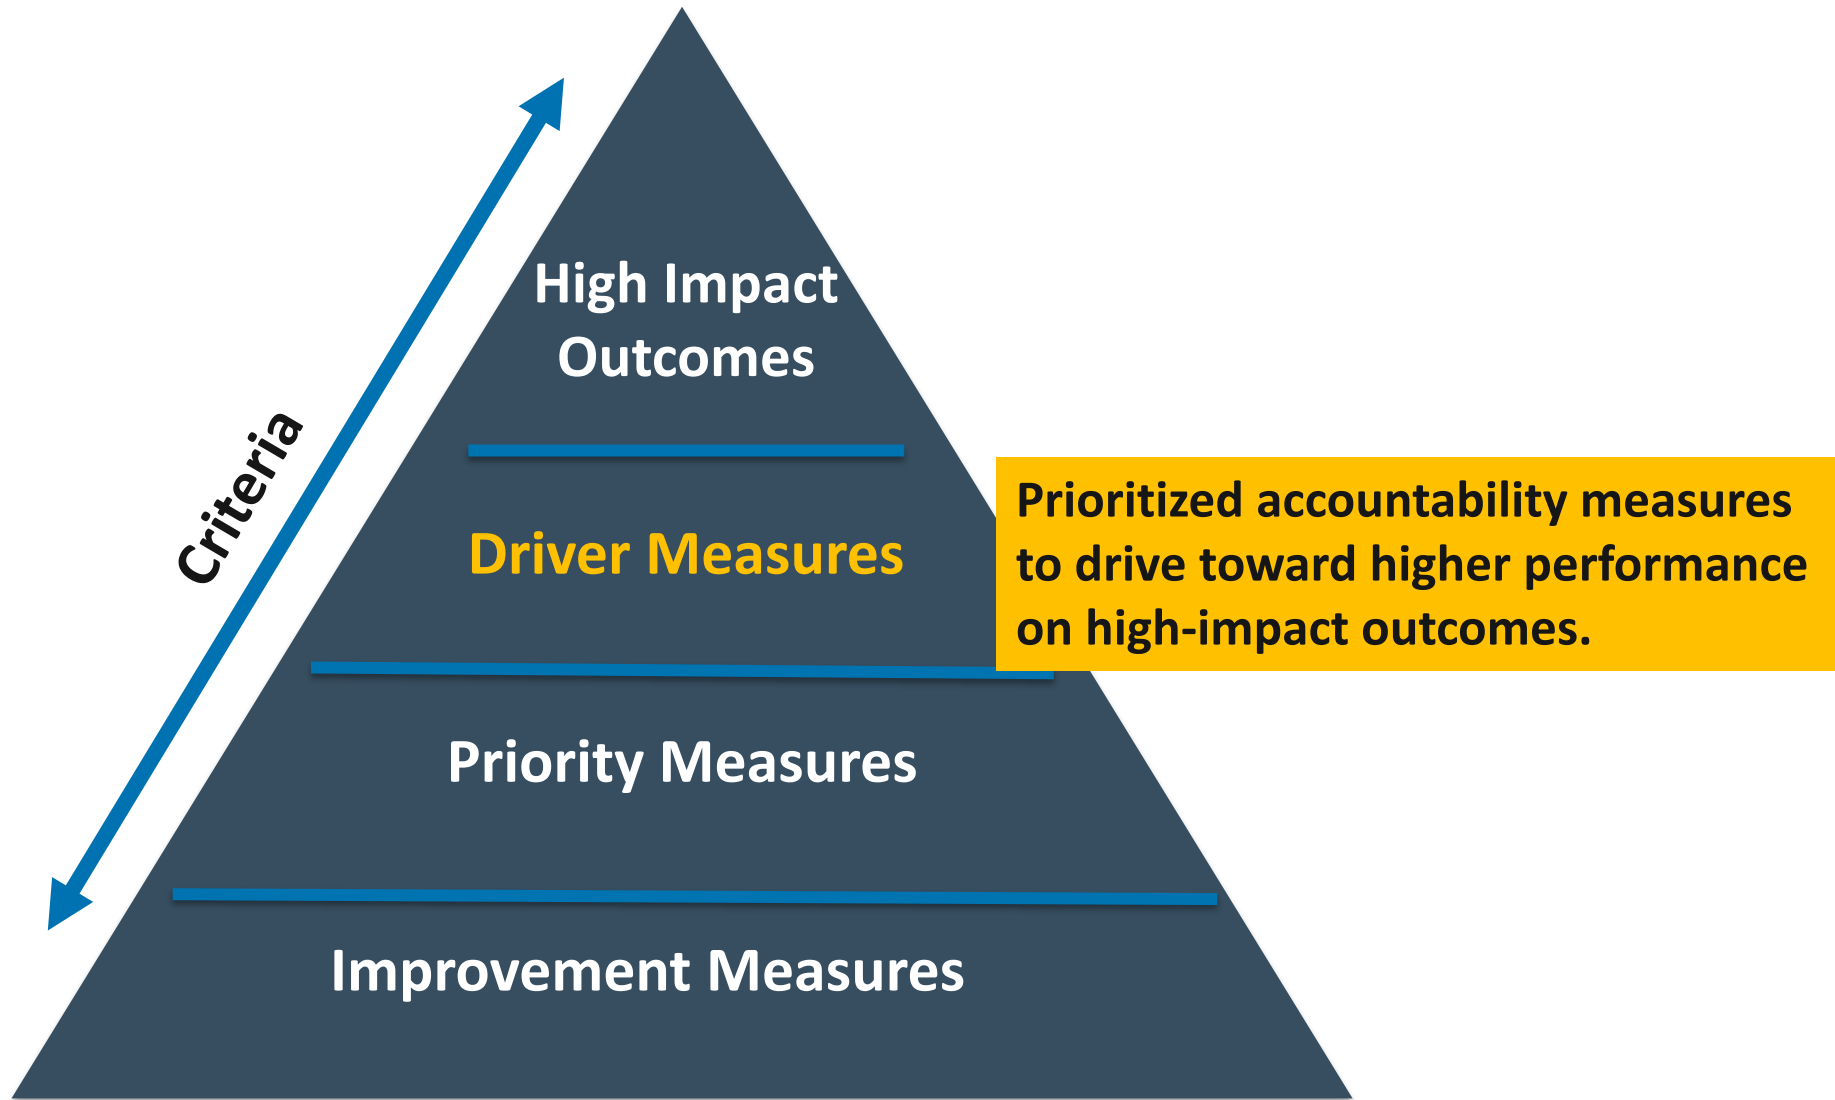 High Impact
Outcomes
Criteria
Driver Measures
Prioritized accountability measures
to drive toward higher performance
on high-impact outcomes.
Priority Measures
Improvement Measures